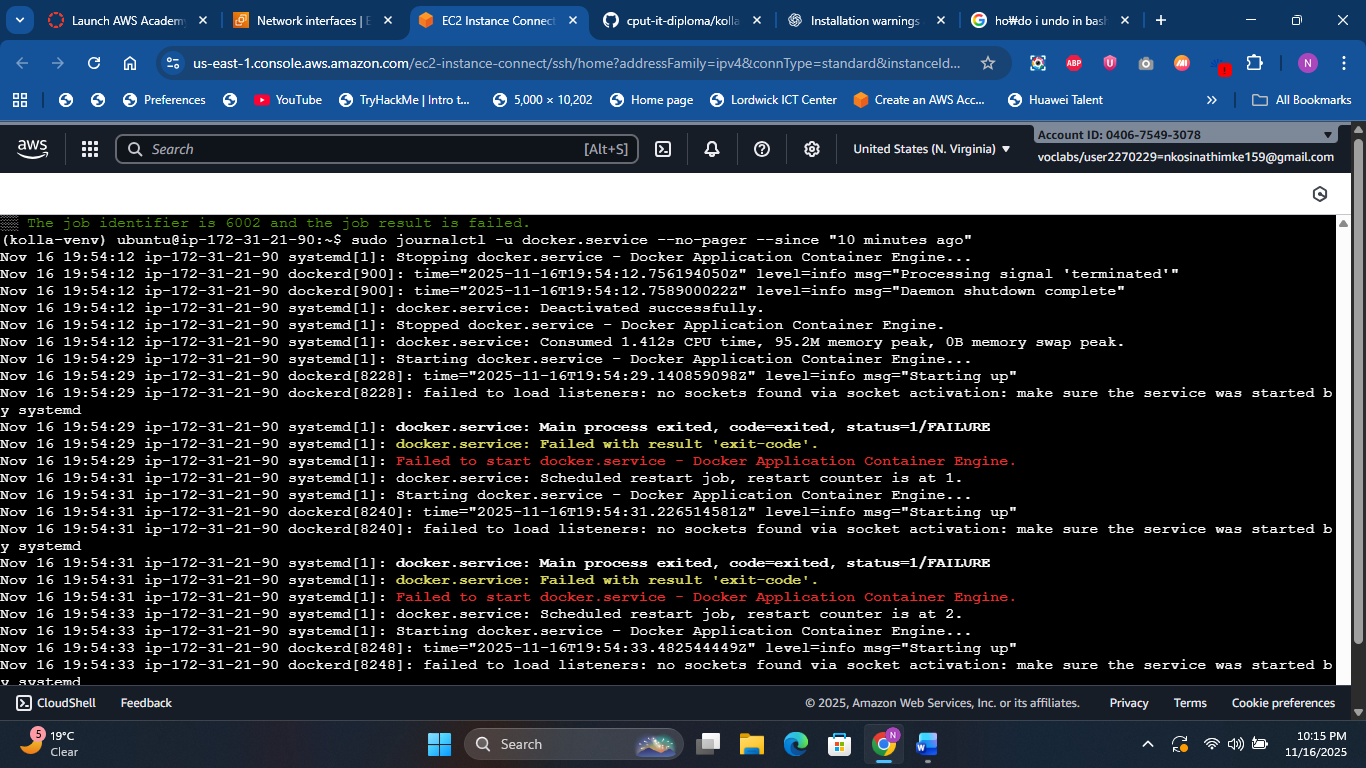 Launch AWS Academy
Network interfaces | E
EC2 Instance Connect
cput-it-diploma/kolla
Installation warnings
ho₩do i undo in bash
us-east-1.console.aws.amazon.com/ec2-instance-connect/ssh/home?addressFamily=ipv4&connType=standard&instanceId...
ABP
N
Preferences
YouTube
TryHackMe | Intro t...
5,000 × 10,202
Home page
Lordwick ICT Center
Create an AWS Acc...
Huawei Talent
»
All Bookmarks
aws
Search
[Alt+S]
United States (N. Virginia)
Account ID: 0406-7549-3078
voclabs/user2270229=nkosinathimke159@gmail.com
░░ The job identifier is 6002 and the job result is failed.
(kolla-venv) ubuntu@ip-172-31-21-90:~$ sudo journalctl -u docker.service --no-pager --since "10 minutes ago"
Nov 16 19:54:12 ip-172-31-21-90 systemd[1]: Stopping docker.service - Docker Application Container Engine...
Nov 16 19:54:12 ip-172-31-21-90 dockerd[900]: time="2025-11-16T19:54:12.756194050Z" level=info msg="Processing signal 'terminated'"
Nov 16 19:54:12 ip-172-31-21-90 dockerd[900]: time="2025-11-16T19:54:12.758900022Z" level=info msg="Daemon shutdown complete"
Nov 16 19:54:12 ip-172-31-21-90 systemd[1]: docker.service: Deactivated successfully.
Nov 16 19:54:12 ip-172-31-21-90 systemd[1]: Stopped docker.service - Docker Application Container Engine.
Nov 16 19:54:12 ip-172-31-21-90 systemd[1]: docker.service: Consumed 1.412s CPU time, 95.2M memory peak, 0B memory swap peak.
Nov 16 19:54:29 ip-172-31-21-90 systemd[1]: Starting docker.service - Docker Application Container Engine...
Nov 16 19:54:29 ip-172-31-21-90 dockerd[8228]: time="2025-11-16T19:54:29.140859098Z" level=info msg="Starting up"
Nov 16 19:54:29 ip-172-31-21-90 dockerd[8228]: failed to load listeners: no sockets found via socket activation: make sure the service was started b
y systemd
Nov 16 19:54:29 ip-172-31-21-90 systemd[1]: docker.service: Main process exited, code=exited, status=1/FAILURE
Nov 16 19:54:29 ip-172-31-21-90 systemd[1]: docker.service: Failed with result 'exit-code'.
Nov 16 19:54:29 ip-172-31-21-90 systemd[1]: Failed to start docker.service - Docker Application Container Engine.
Nov 16 19:54:31 ip-172-31-21-90 systemd[1]: docker.service: Scheduled restart job, restart counter is at 1.
Nov 16 19:54:31 ip-172-31-21-90 systemd[1]: Starting docker.service - Docker Application Container Engine...
Nov 16 19:54:31 ip-172-31-21-90 dockerd[8240]: time="2025-11-16T19:54:31.226514581Z" level=info msg="Starting up"
Nov 16 19:54:31 ip-172-31-21-90 dockerd[8240]: failed to load listeners: no sockets found via socket activation: make sure the service was started b
y systemd
Nov 16 19:54:31 ip-172-31-21-90 systemd[1]: docker.service: Main process exited, code=exited, status=1/FAILURE
Nov 16 19:54:31 ip-172-31-21-90 systemd[1]: docker.service: Failed with result 'exit-code'.
Nov 16 19:54:31 ip-172-31-21-90 systemd[1]: Failed to start docker.service - Docker Application Container Engine.
Nov 16 19:54:33 ip-172-31-21-90 systemd[1]: docker.service: Scheduled restart job, restart counter is at 2.
Nov 16 19:54:33 ip-172-31-21-90 systemd[1]: Starting docker.service - Docker Application Container Engine...
Nov 16 19:54:33 ip-172-31-21-90 dockerd[8248]: time="2025-11-16T19:54:33.482544449Z" level=info msg="Starting up"
Nov 16 19:54:33 ip-172-31-21-90 dockerd[8248]: failed to load listeners: no sockets found via socket activation: make sure the service was started b
y systemd
CloudShell
Feedback
© 2025, Amazon Web Services, Inc. or its affiliates.
Privacy
Terms
Cookie preferences
5
19°C
Clear
Search
N
10:15 PM
11/16/2025